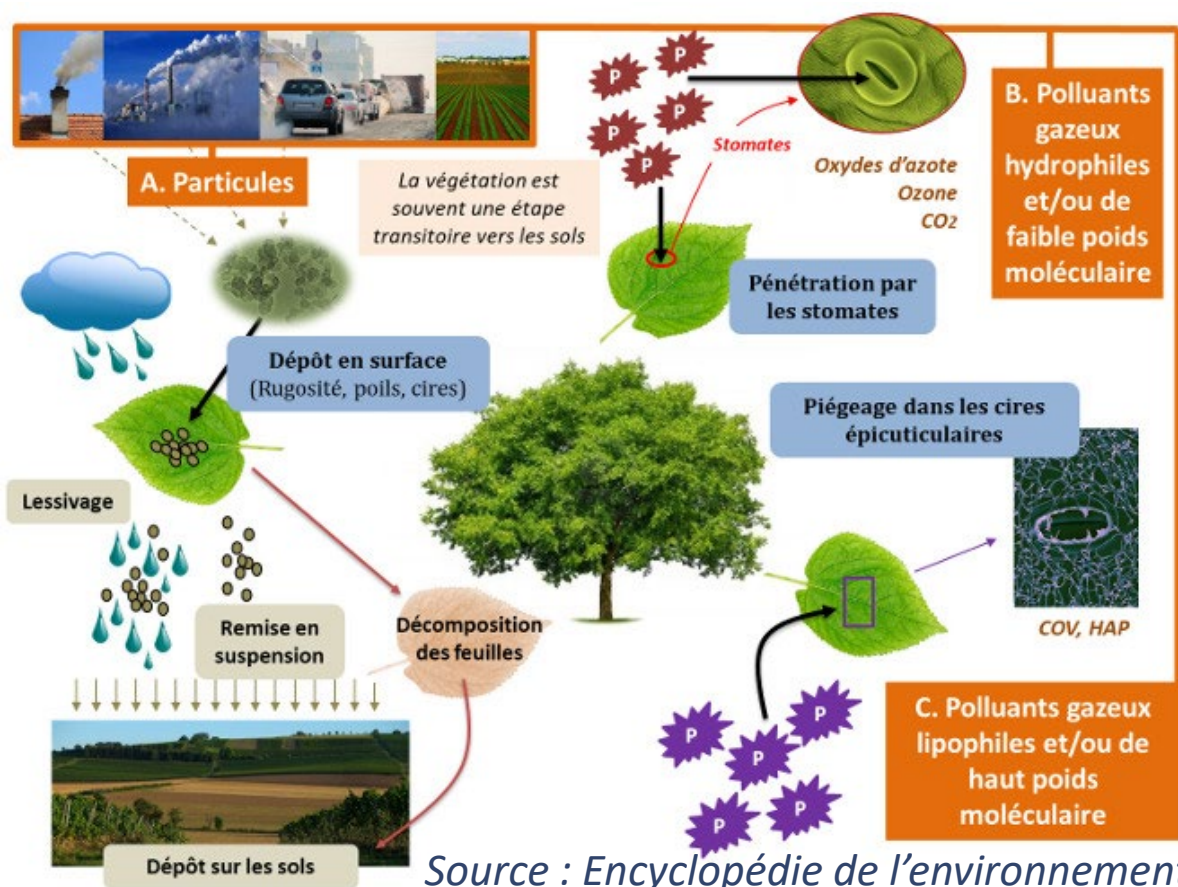 A. Particules
La végétation est
souvent une étape
transitoire vers les sols
P
P
P
P
P
Stomates
Oxydes d'azote
Ozone
CO2
B. Polluants
gazeux
hydrophiles
et/ou de
faible poids
moléculaire
Pénétration par
les stomates
Dépôt en surface
(Rugosité, poils, cires)
Piégeage dans les cires
épicuticulaires
Lessivage
Remise en
suspension
Décomposition
des feuilles
COV, HAP
P
P
P
P
P
C. Polluants gazeux
lipophiles et/ou de
haut poids
moléculaire
Dépôt sur les sols
Source : Encyclopédie de l'environnement